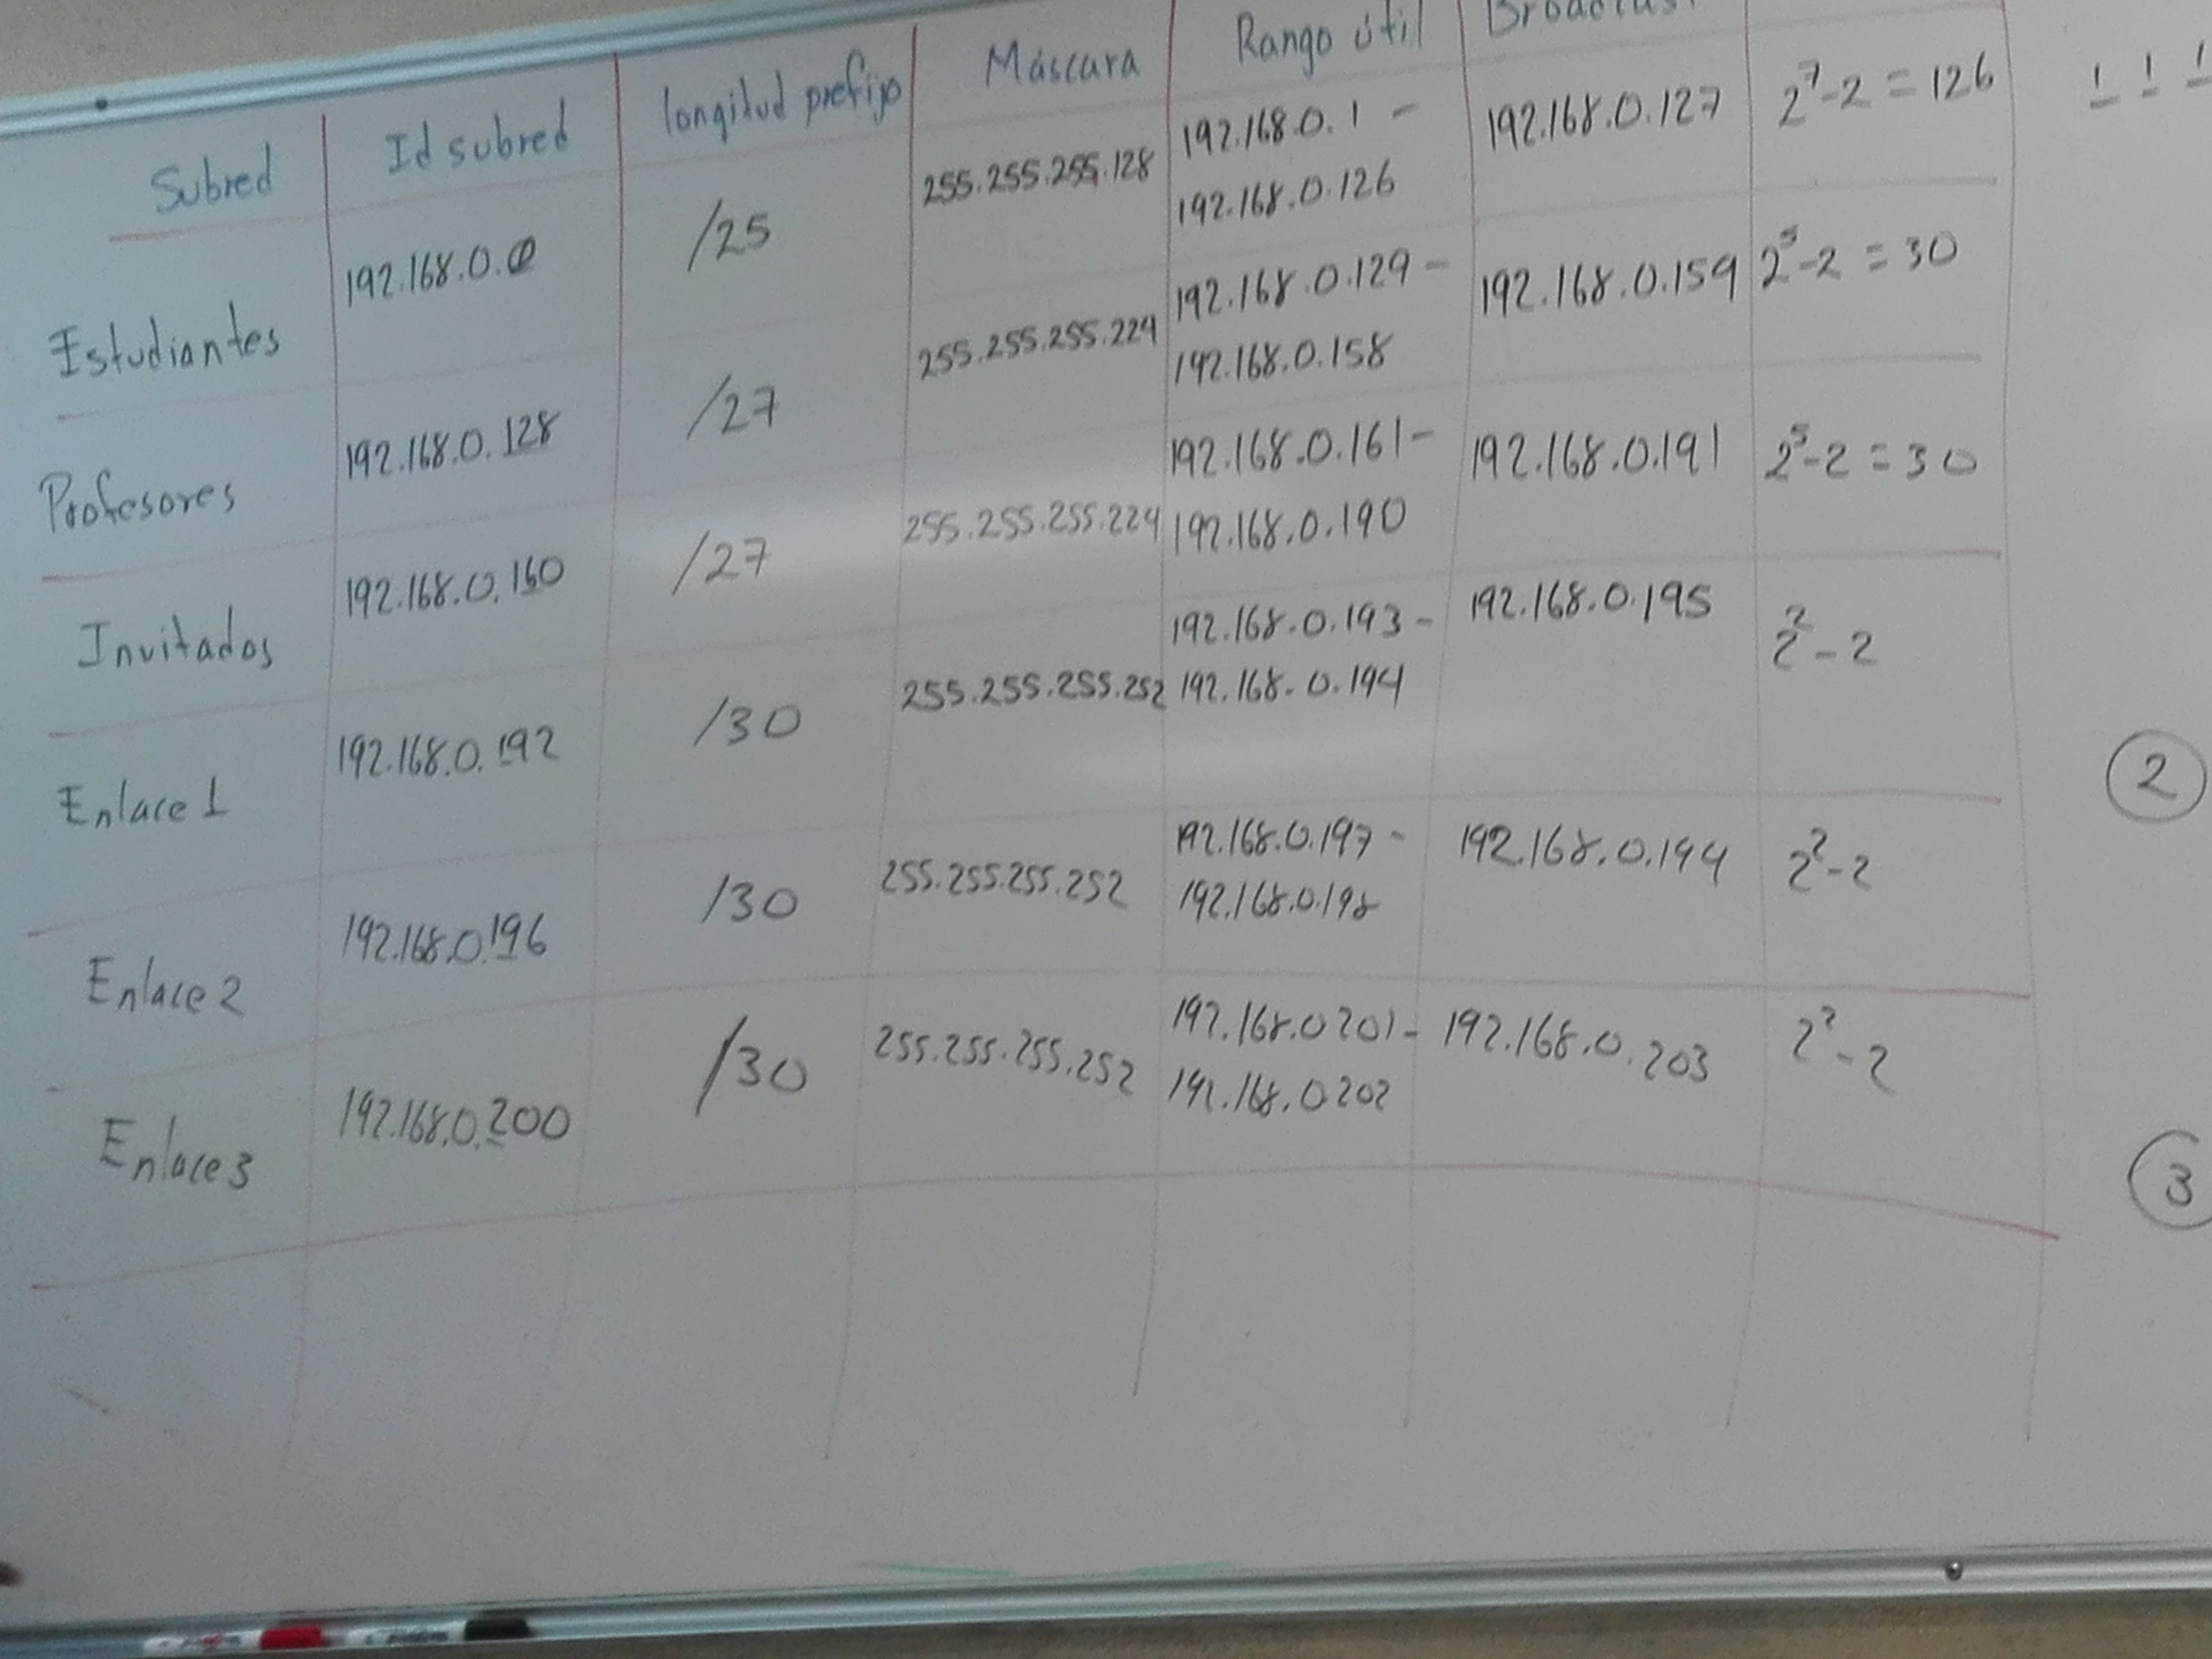 Subred Id subred longitud prefijo Máscara Rango útil Broadcast
Estudiantes 192.168.0.0 /25 255.255.255.128 192.168.0.1 - 192.168.0.127 2^7-2 = 126
192.168.0.126
Profesores 192.168.0.128 /27 255.255.255.224 192.168.0.129 - 192.168.0.159 2^5-2 = 30
192.168.0.158
Invitados 192.168.0.160 /27 255.255.255.224 192.168.0.161 - 192.168.0.191 2^5-2 = 30
192.168.0.190
Enlace 1 192.168.0.192 /30 255.255.255.252 192.168.0.193 - 192.168.0.195 2^2-2
192.168.0.194
Enlace 2 192.168.0.196 /30 255.255.255.252 192.168.0.197 - 192.168.0.199 2^2-2
192.168.0.198
Enlace 3 192.168.0.200 /30 255.255.255.252 192.168.0 201 - 192.168.0.203 2^2-2
192.168.0 202
1 1 1
2
3